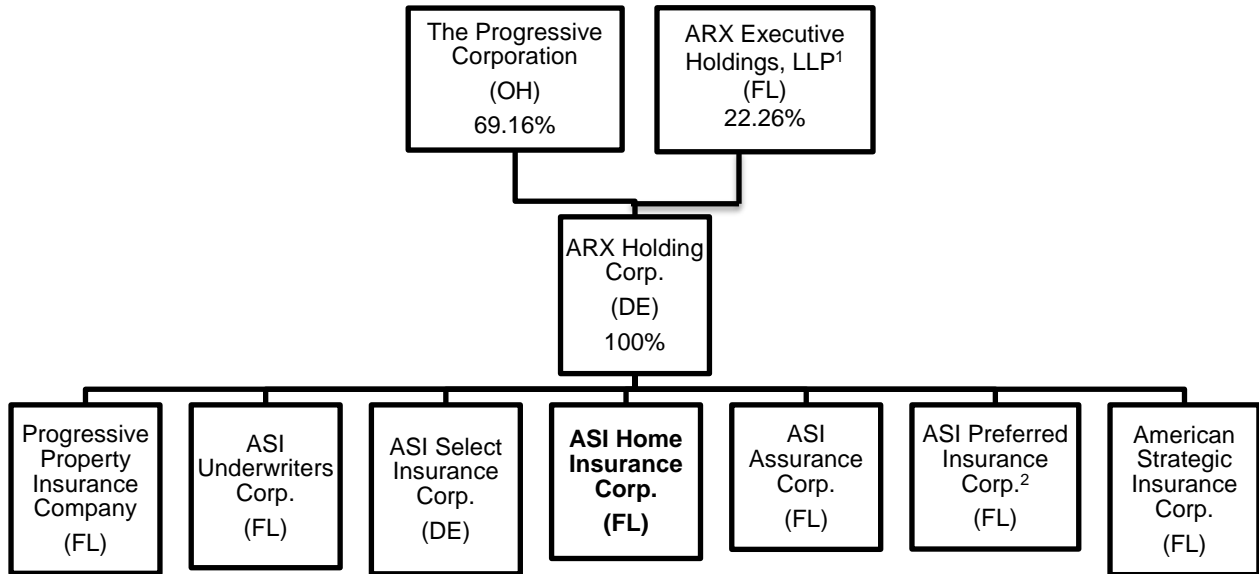 The Progressive
Corporation
(OH)
69.16%
ARX Executive
Holdings, LLP¹
(FL)
22.26%
ARX Holding
Corp.
(DE)
100%
Progressive
Property
Insurance
Company
(FL)
ASI
Underwriters
Corp.
(FL)
ASI Select
Insurance
Corp.
(DE)
ASI Home
Insurance
Corp.
(FL)
ASI
Assurance
Corp.
(FL)
ASI Preferred
Insurance
Corp.²
(FL)
American
Strategic
Insurance
Corp.
(FL)